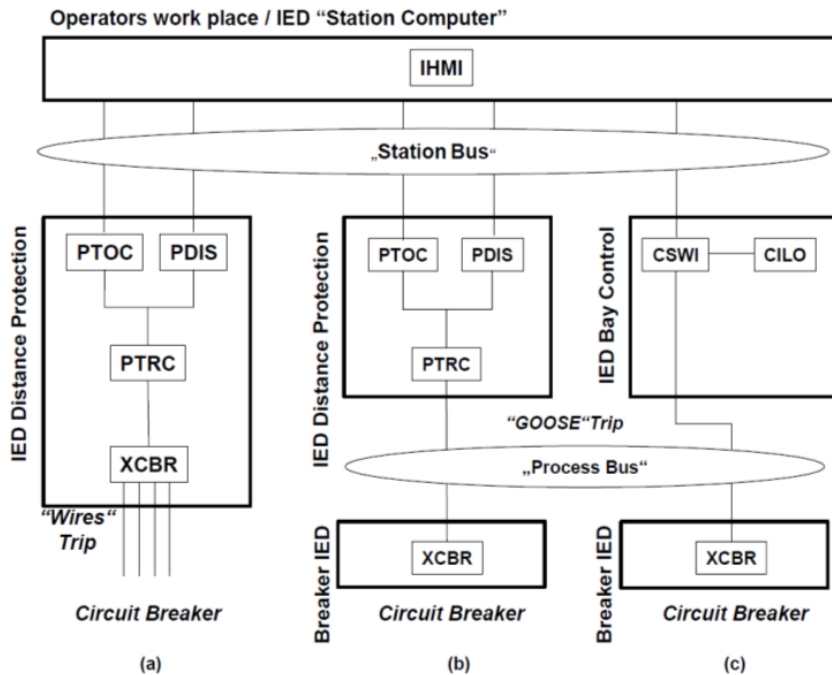 Operators work place / IED “Station Computer”
IHMI
„Station Bus“
IED Distance Protection
PTOC
PDIS
PTRC
XCBR
“Wires“
Trip
Circuit Breaker
(a)
IED Distance Protection
PTOC
PDIS
PTRC
“GOOSE“Trip
„Process Bus“
Breaker IED
XCBR
Circuit Breaker
(b)
IED Bay Control
CSWI
CILO
Breaker IED
XCBR
Circuit Breaker
(c)